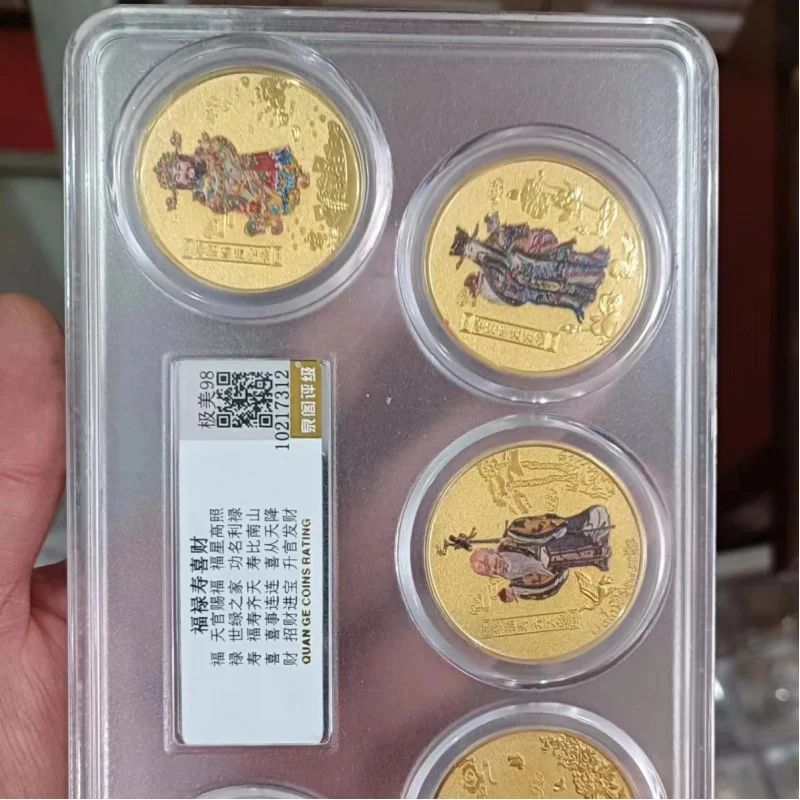 福禄寿喜财
福 天官赐福 福星高照
禄 世绿之家 功名利禄
寿 福寿齐天 寿比南山
喜 喜事连连 喜从天降
财 招财进宝 升官发财
QUAN GE COINS RATING
极美98
10217312
泉阁评级